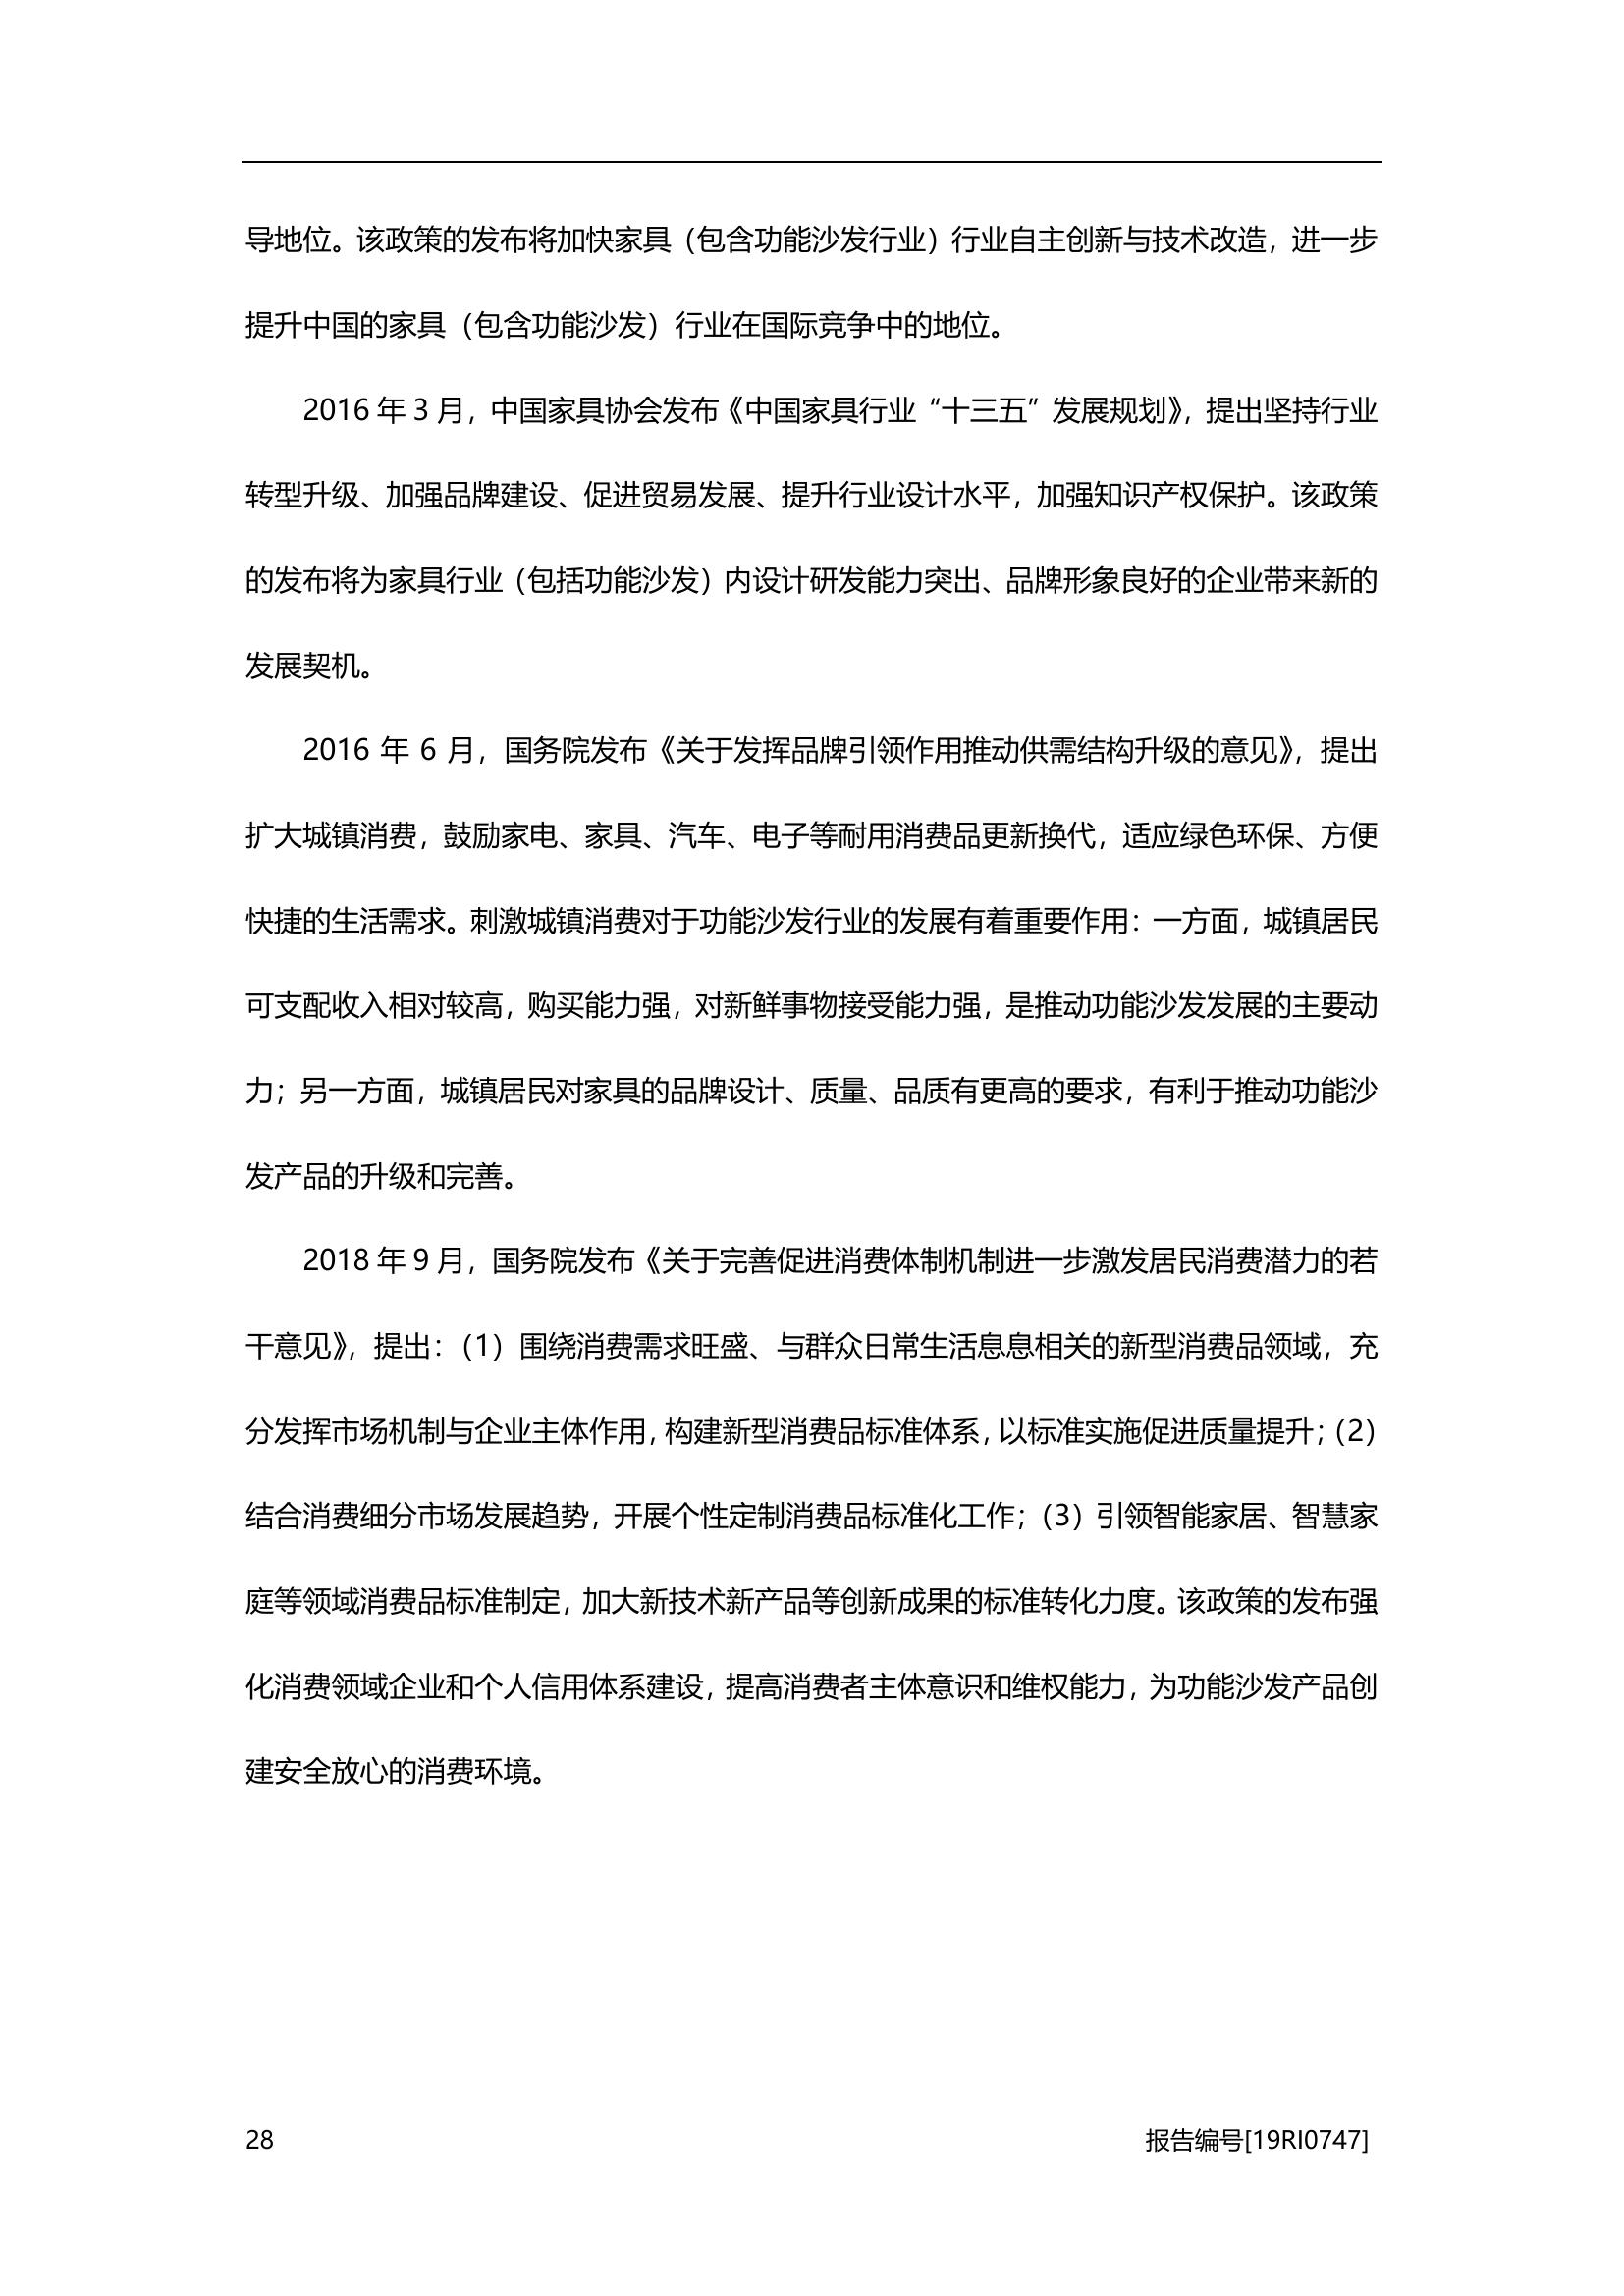 导地位。该政策的发布将加快家具（包含功能沙发行业）行业自主创新与技术改造，进一步
提升中国的家具（包含功能沙发）行业在国际竞争中的地位。
2016 年 3 月，中国家具协会发布《中国家具行业“十三五”发展规划》，提出坚持行业
转型升级、加强品牌建设、促进贸易发展、提升行业设计水平，加强知识产权保护。该政策
的发布将为家具行业（包括功能沙发）内设计研发能力突出、品牌形象良好的企业带来新的
发展契机。
2016 年 6 月，国务院发布《关于发挥品牌引领作用推动供需结构升级的意见》，提出
扩大城镇消费，鼓励家电、家具、汽车、电子等耐用消费品更新换代，适应绿色环保、方便
快捷的生活需求。刺激城镇消费对于功能沙发行业的发展有着重要作用：一方面，城镇居民
可支配收入相对较高，购买能力强，对新鲜事物接受能力强，是推动功能沙发发展的主要动
力；另一方面，城镇居民对家具的品牌设计、质量、品质有更高的要求，有利于推动功能沙
发产品的升级和完善。
2018 年 9 月，国务院发布《关于完善促进消费体制机制进一步激发居民消费潜力的若
干意见》，提出：（1）围绕消费需求旺盛、与群众日常生活息息相关的新型消费品领域，充
分发挥市场机制与企业主体作用，构建新型消费品标准体系，以标准实施促进质量提升；（2）
结合消费细分市场发展趋势，开展个性定制消费品标准化工作；（3）引领智能家居、智慧家
庭等领域消费品标准制定，加大新技术新产品等创新成果的标准转化力度。该政策的发布强
化消费领域企业和个人信用体系建设，提高消费者主体意识和维权能力，为功能沙发产品创
建安全放心的消费环境。
28 报告编号[19RI0747]